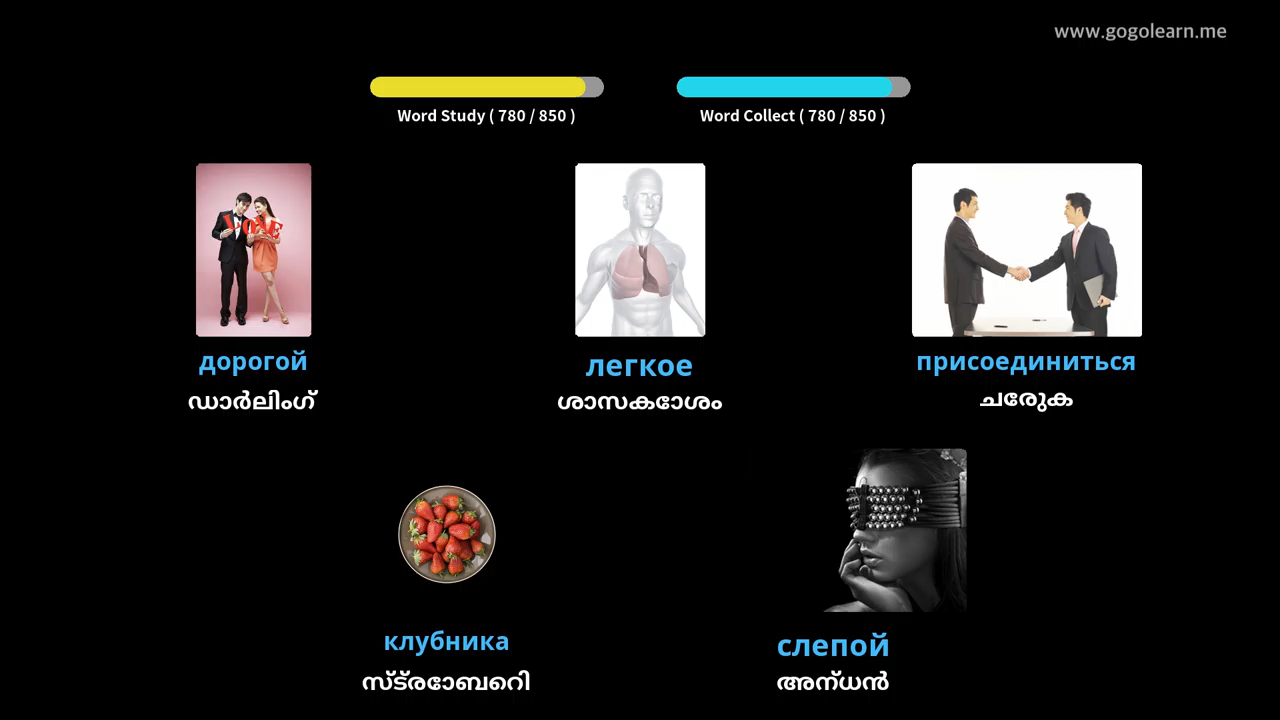 www.gogolearn.me
Word Study ( 780 / 850 )
Word Collect ( 780 / 850 )
дорогой
ഡാർലിംഗ്
легкое
ശാസകോശം
присоединиться
ചേരുക
клубника
സ്ട്രോബെറി
слепой
അന്ധൻ